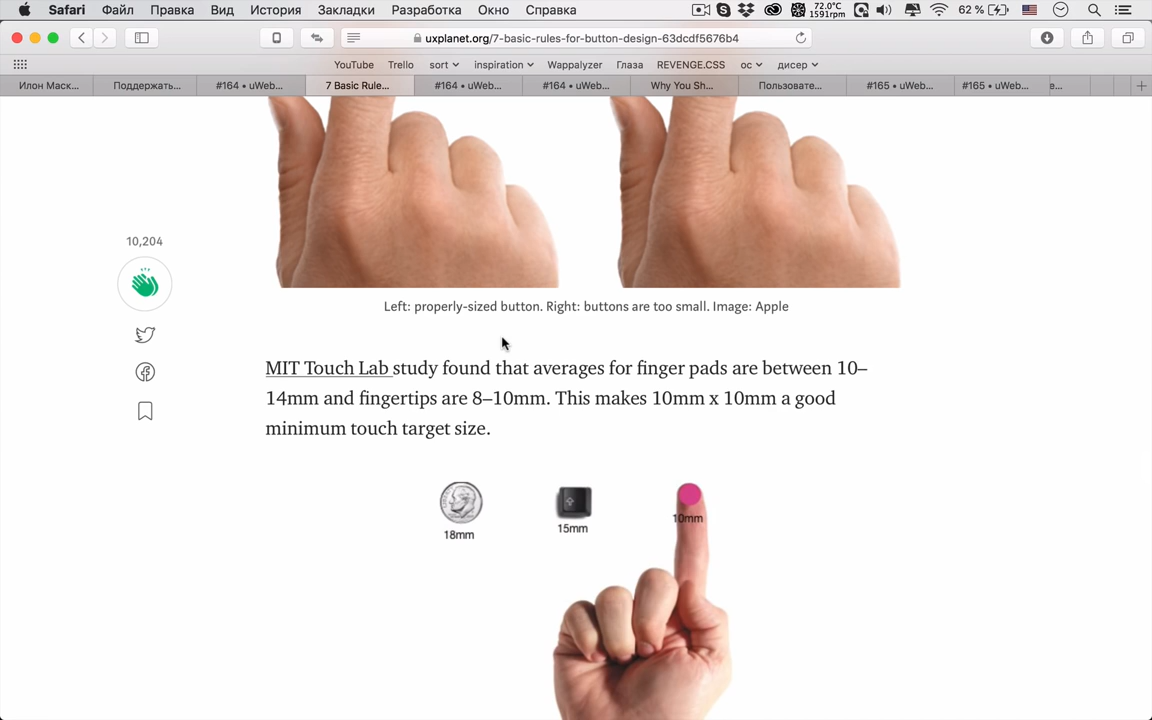 Safari Файл Правка Вид История Закладки Разработка Окно Справка 72.0°C 1591rpm 62 %
uxplanet.org/7-basic-rules-for-button-design-63dcdf5676b4
YouTube Trello sort inspiration Wappalyzer Глаза REVENGE.CSS ос дисер
Илон Маск... Поддержать... #164 • uWeb... 7 Basic Rule... #164 • uWeb... #164 • uWeb... Why You Sh... Пользовате... #165 • uWeb... #165 • uWeb... е...
10,204
Left: properly-sized button. Right: buttons are too small. Image: Apple
MIT Touch Lab study found that averages for finger pads are between 10–
14mm and fingertips are 8–10mm. This makes 10mm x 10mm a good
minimum touch target size.
18mm 15mm 10mm